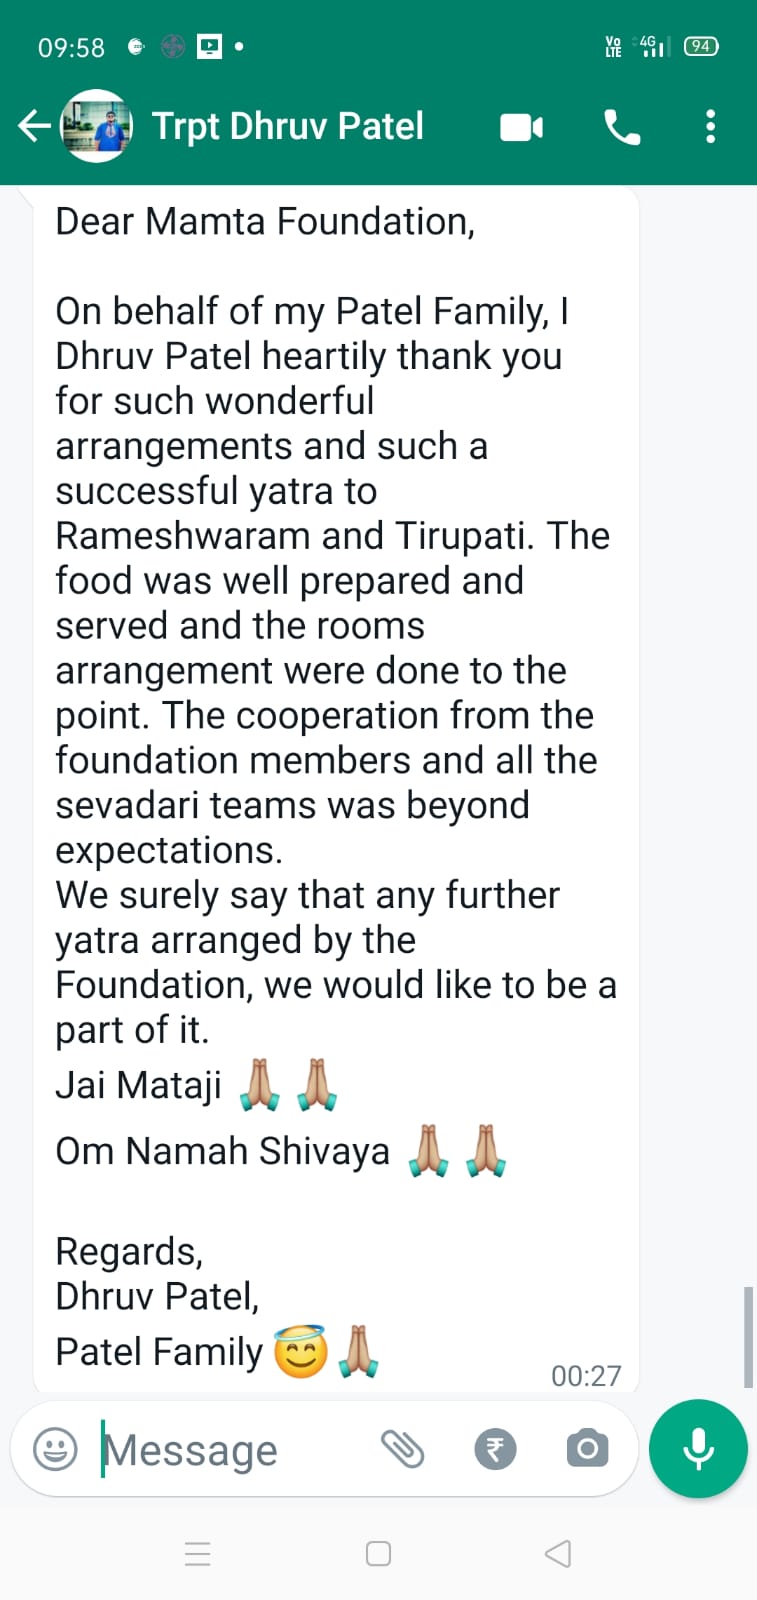 09:58
Vo
LTE
4G
94
Trpt Dhruv Patel
Dear Mamta Foundation,
On behalf of my Patel Family, I
Dhruv Patel heartily thank you
for such wonderful
arrangements and such a
successful yatra to
Rameshwaram and Tirupati. The
food was well prepared and
served and the rooms
arrangement were done to the
point. The cooperation from the
foundation members and all the
sevadari teams was beyond
expectations.
We surely say that any further
yatra arranged by the
Foundation, we would like to be a
part of it.
Jai Mataji 🙏🏼🙏🏼
Om Namah Shivaya 🙏🏼🙏🏼
Regards,
Dhruv Patel,
Patel Family 😇🙏🏼
00:27
Message
₹